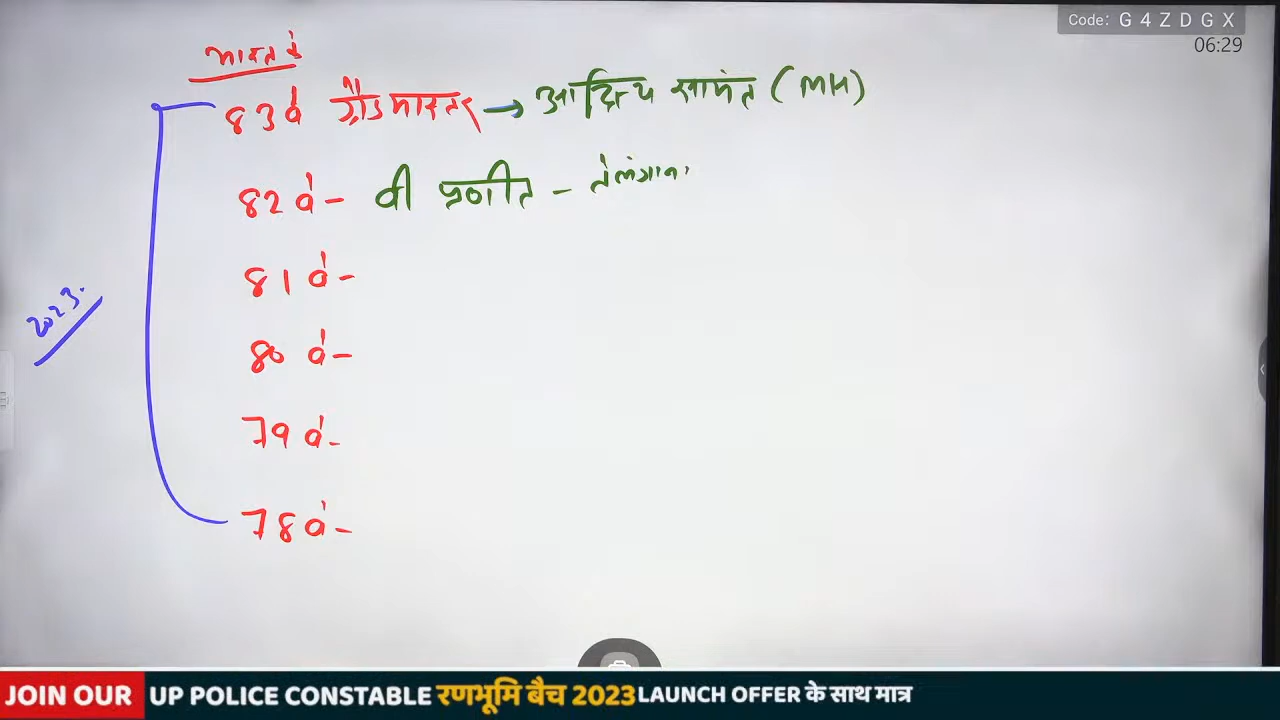 Code: G4ZDGX
06:29
भारत के
83वें ग्रैंडमास्टर → आदित्य सामंत (MH)
82वें - वी प्रणीत - तेलंगाना
81वें -
80वें -
79वें -
78वें -
2023.
JOIN OUR UP POLICE CONSTABLE रणभूमि बैच 2023 LAUNCH OFFER के साथ मात्र